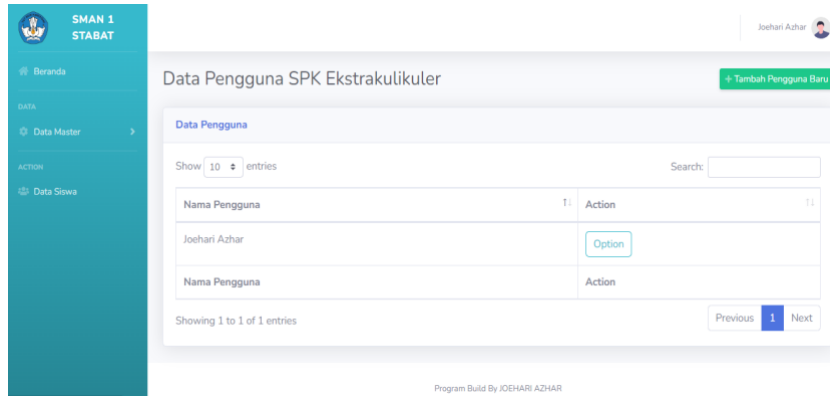 SMAN 1
STABAT
Joehari Azhar
Beranda
Data Pengguna SPK Ekstrakulikuler
+ Tambah Pengguna Baru
DATA
Data Master
Data Pengguna
ACTION
Show 10 entries
Search:
Data Siswa
Nama Pengguna Action
Joehari Azhar Option
Nama Pengguna Action
Showing 1 to 1 of 1 entries
Previous 1 Next
Program Build By JOEHARI AZHAR